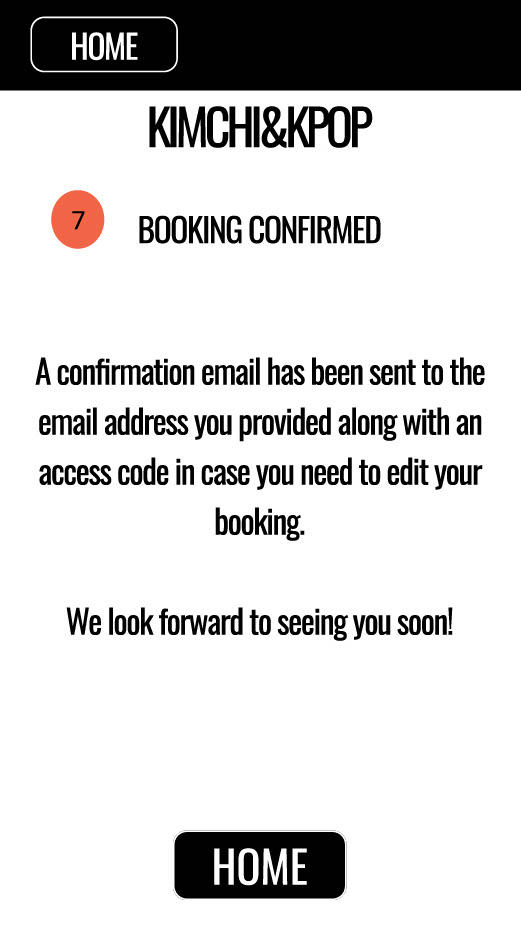 HOME
KIMCHI&KPOP
7
BOOKING CONFIRMED
A confirmation email has been sent to the
email address you provided along with an
access code in case you need to edit your
booking.
We look forward to seeing you soon!
HOME